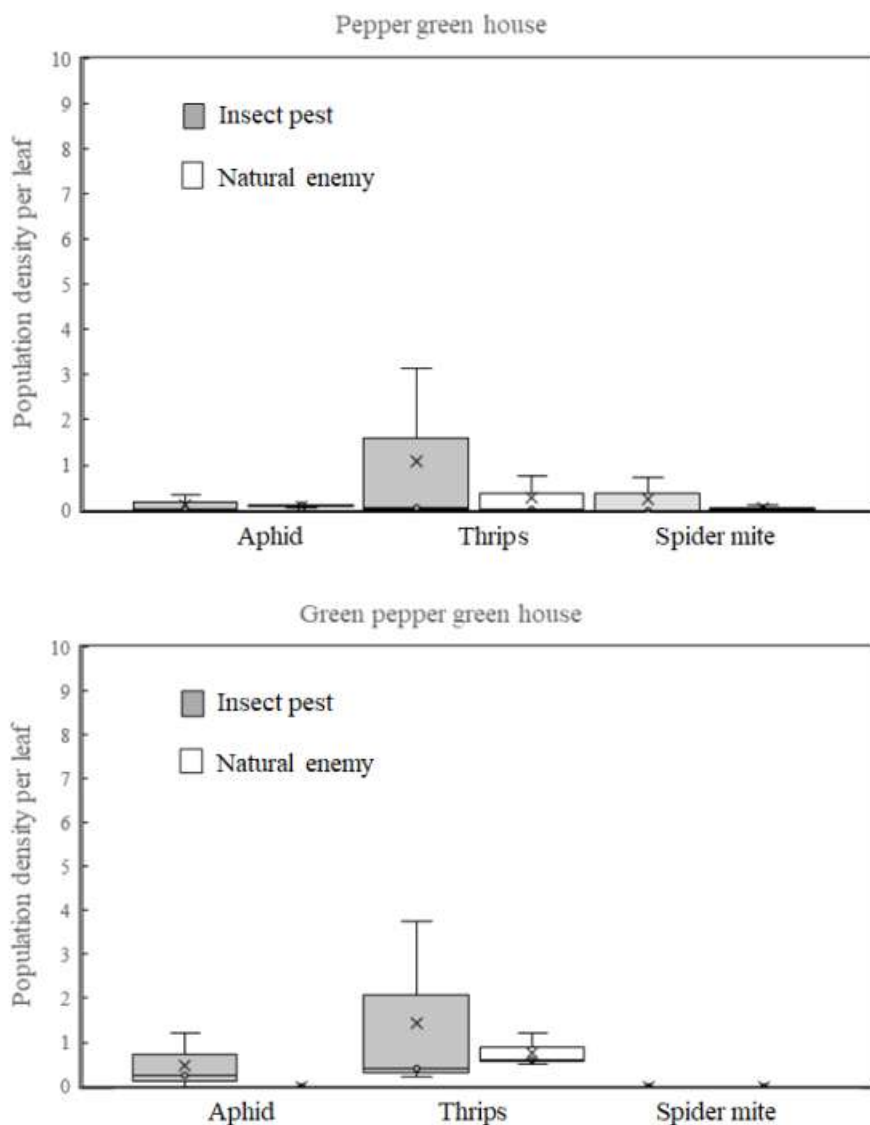 Pepper green house
Population density per leaf
10
9
8
7
6
5
4
3
2
1
0
Insect pest
Natural enemy
Aphid Thrips Spider mite
Green pepper green house
Population density per leaf
10
9
8
7
6
5
4
3
2
1
0
Insect pest
Natural enemy
Aphid Thrips Spider mite